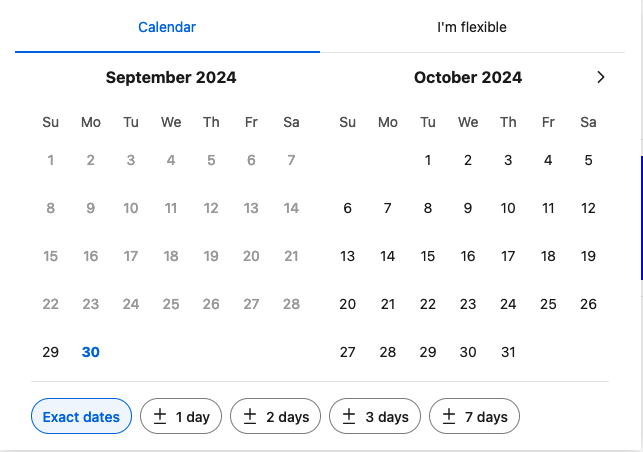 Calendar I'm flexible
September 2024 October 2024
Su Mo Tu We Th Fr Sa Su Mo Tu We Th Fr Sa
1 2 3 4 5 6 7 1 2 3 4 5
8 9 10 11 12 13 14 6 7 8 9 10 11 12
15 16 17 18 19 20 21 13 14 15 16 17 18 19
22 23 24 25 26 27 28 20 21 22 23 24 25 26
29 30 27 28 29 30 31
Exact dates ± 1 day ± 2 days ± 3 days ± 7 days